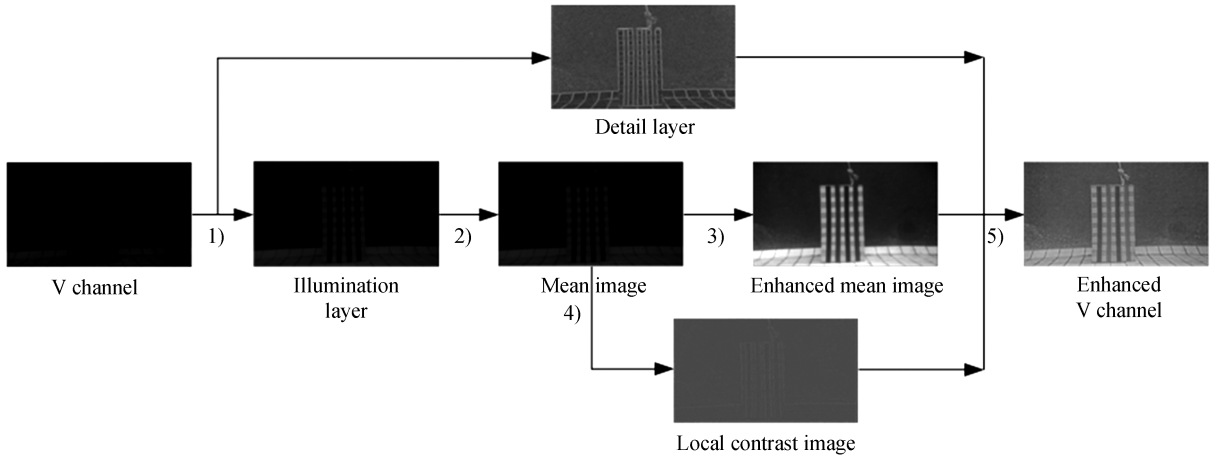 Detail layer
1)
2)
3)
5)
V channel
Illumination
layer
Mean image
4)
Enhanced mean image
Enhanced
V channel
Local contrast image